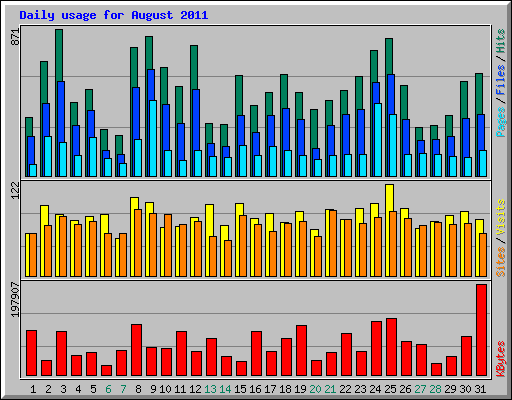 Daily usage for August 2011
871
Pages / Files / Hits
122
Sites / Visits
197907
KBytes
1 2 3 4 5 6 7 8 9 10 11 12 13 14 15 16 17 18 19 20 21 22 23 24 25 26 27 28 29 30 31